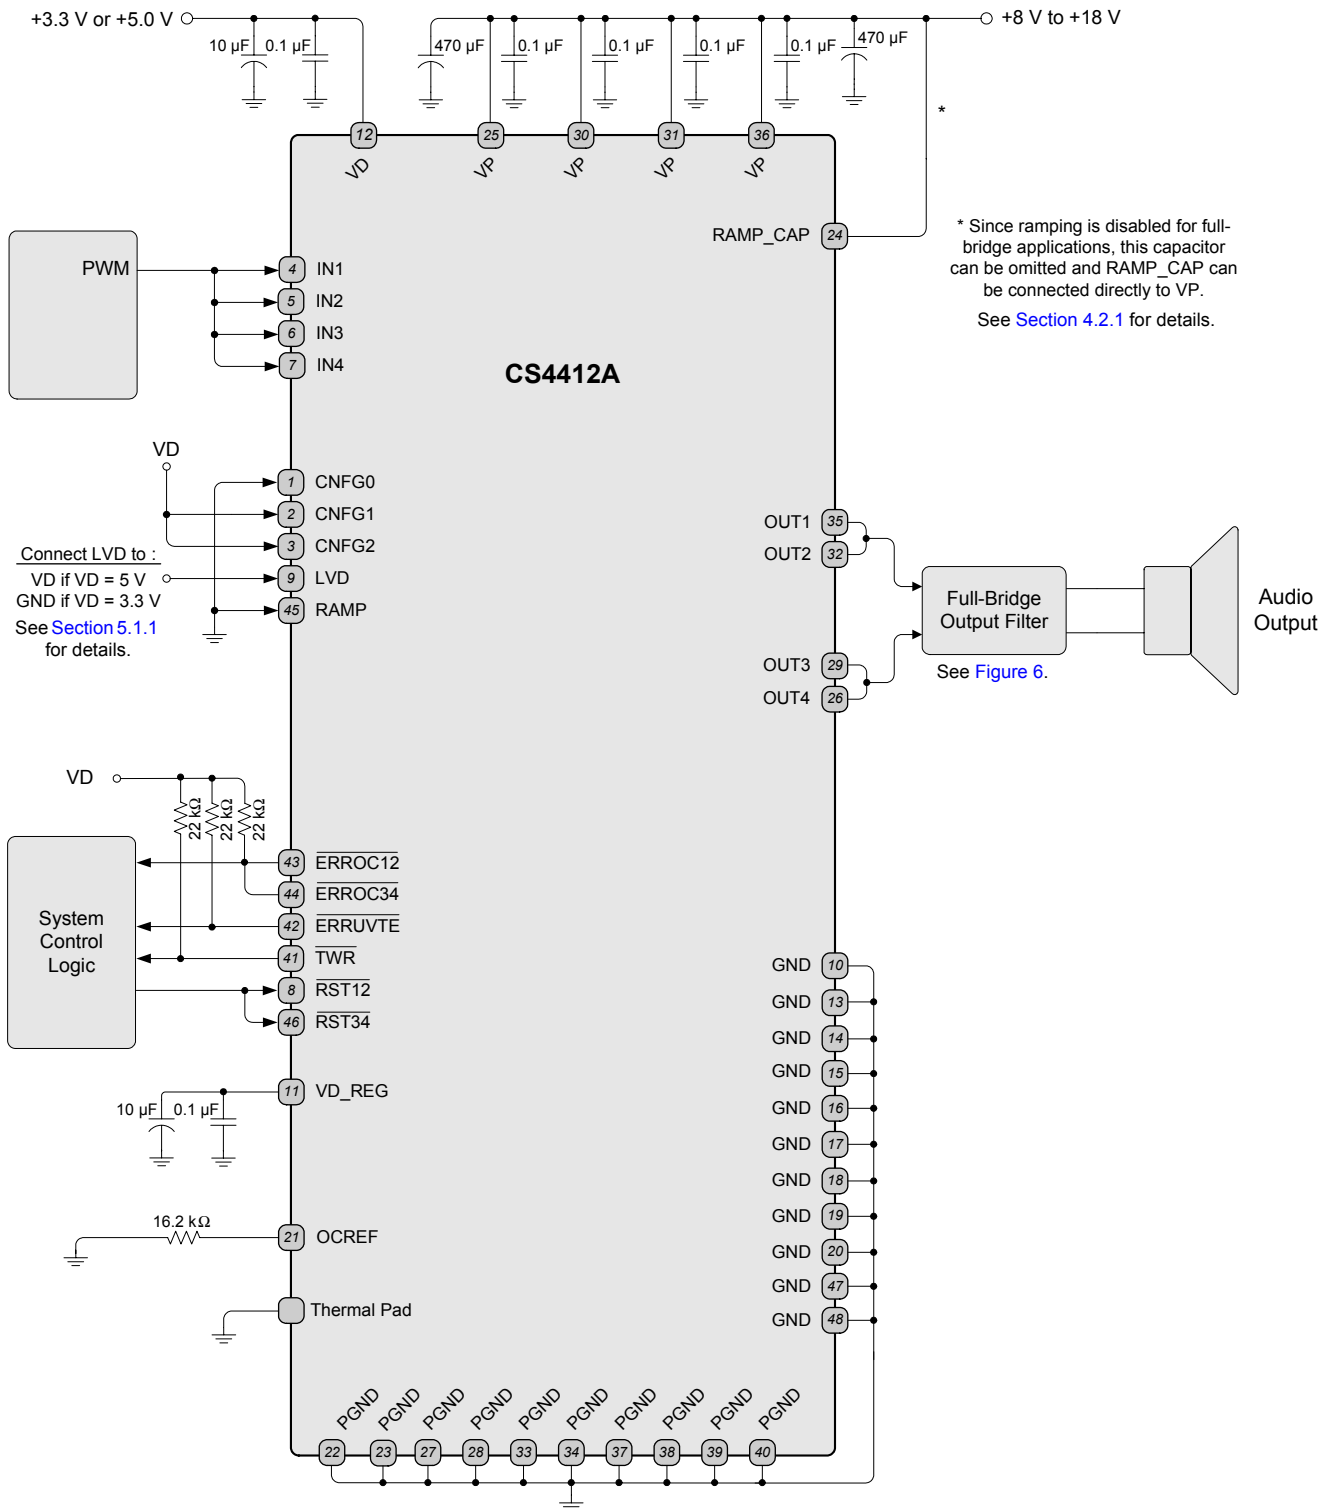 +3.3 V or +5.0 V
10 µF
0.1 µF
470 µF
0.1 µF
0.1 µF
0.1 µF
0.1 µF
470 µF
+8 V to +18 V
*
12
25
30
31
36
VD
VP
VP
VP
VP
RAMP_CAP
24
* Since ramping is disabled for full-
bridge applications, this capacitor
can be omitted and RAMP_CAP can
be connected directly to VP.
See Section 4.2.1 for details.
PWM
4
IN1
5
IN2
6
IN3
7
IN4
CS4412A
VD
1
CNFG0
2
CNFG1
3
CNFG2
9
LVD
45
RAMP
Connect LVD to :
VD if VD = 5 V
GND if VD = 3.3 V
See Section 5.1.1
for details.
OUT1
35
OUT2
32
OUT3
29
OUT4
26
Full-Bridge
Output Filter
See Figure 6.
Audio
Output
VD
22 kΩ
22 kΩ
22 kΩ
System
Control
Logic
43
ERROC12
44
ERROC34
42
ERRUVTE
41
TWR
8
RST12
46
RST34
11
VD_REG
10 µF
0.1 µF
16.2 kΩ
21
OCREF
Thermal Pad
GND
10
GND
13
GND
14
GND
15
GND
16
GND
17
GND
18
GND
19
GND
20
GND
47
GND
48
PGND
PGND
PGND
PGND
PGND
PGND
PGND
PGND
PGND
PGND
22
23
27
28
33
34
37
38
39
40